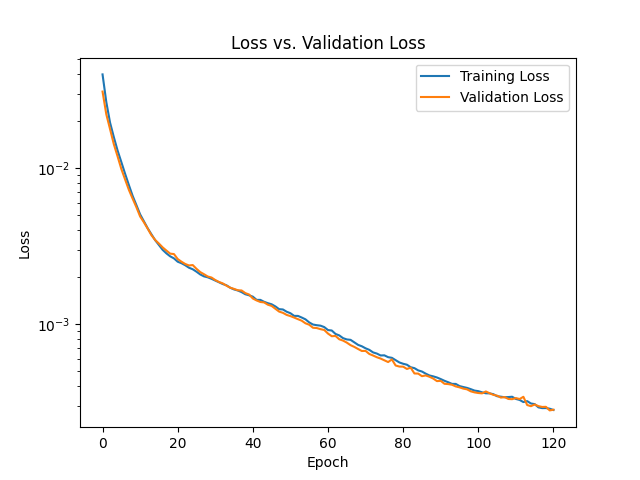 Loss vs. Validation Loss
Training Loss
Validation Loss
10⁻²
10⁻³
Loss
0 20 40 60 80 100 120
Epoch